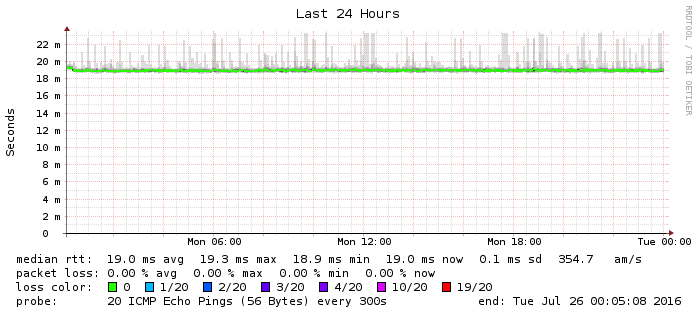 Last 24 Hours
RRDTOOL / TOBI OETIKER
Seconds
22 m
20 m
18 m
16 m
14 m
12 m
10 m
8 m
6 m
4 m
2 m
0
Mon 06:00 Mon 12:00 Mon 18:00 Tue 00:00
median rtt: 19.0 ms avg 19.3 ms max 18.9 ms min 19.0 ms now 0.1 ms sd 354.7 am/s
packet loss: 0.00 % avg 0.00 % max 0.00 % min 0.00 % now
loss color: 0 1/20 2/20 3/20 4/20 10/20 19/20
probe: 20 ICMP Echo Pings (56 Bytes) every 300s end: Tue Jul 26 00:05:08 2016